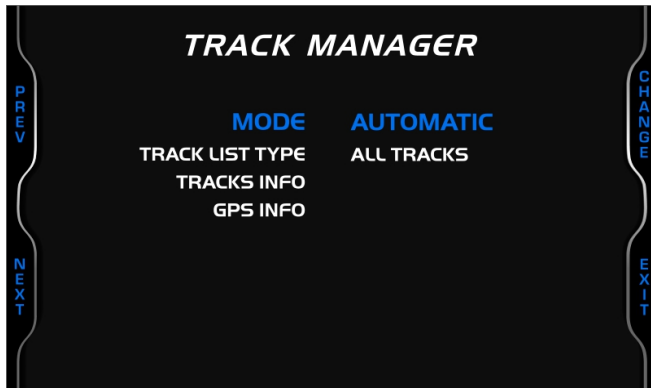 TRACK MANAGER
PREV
CHANGE
MODE AUTOMATIC
TRACK LIST TYPE ALL TRACKS
TRACKS INFO
GPS INFO
NEXT
EXIT